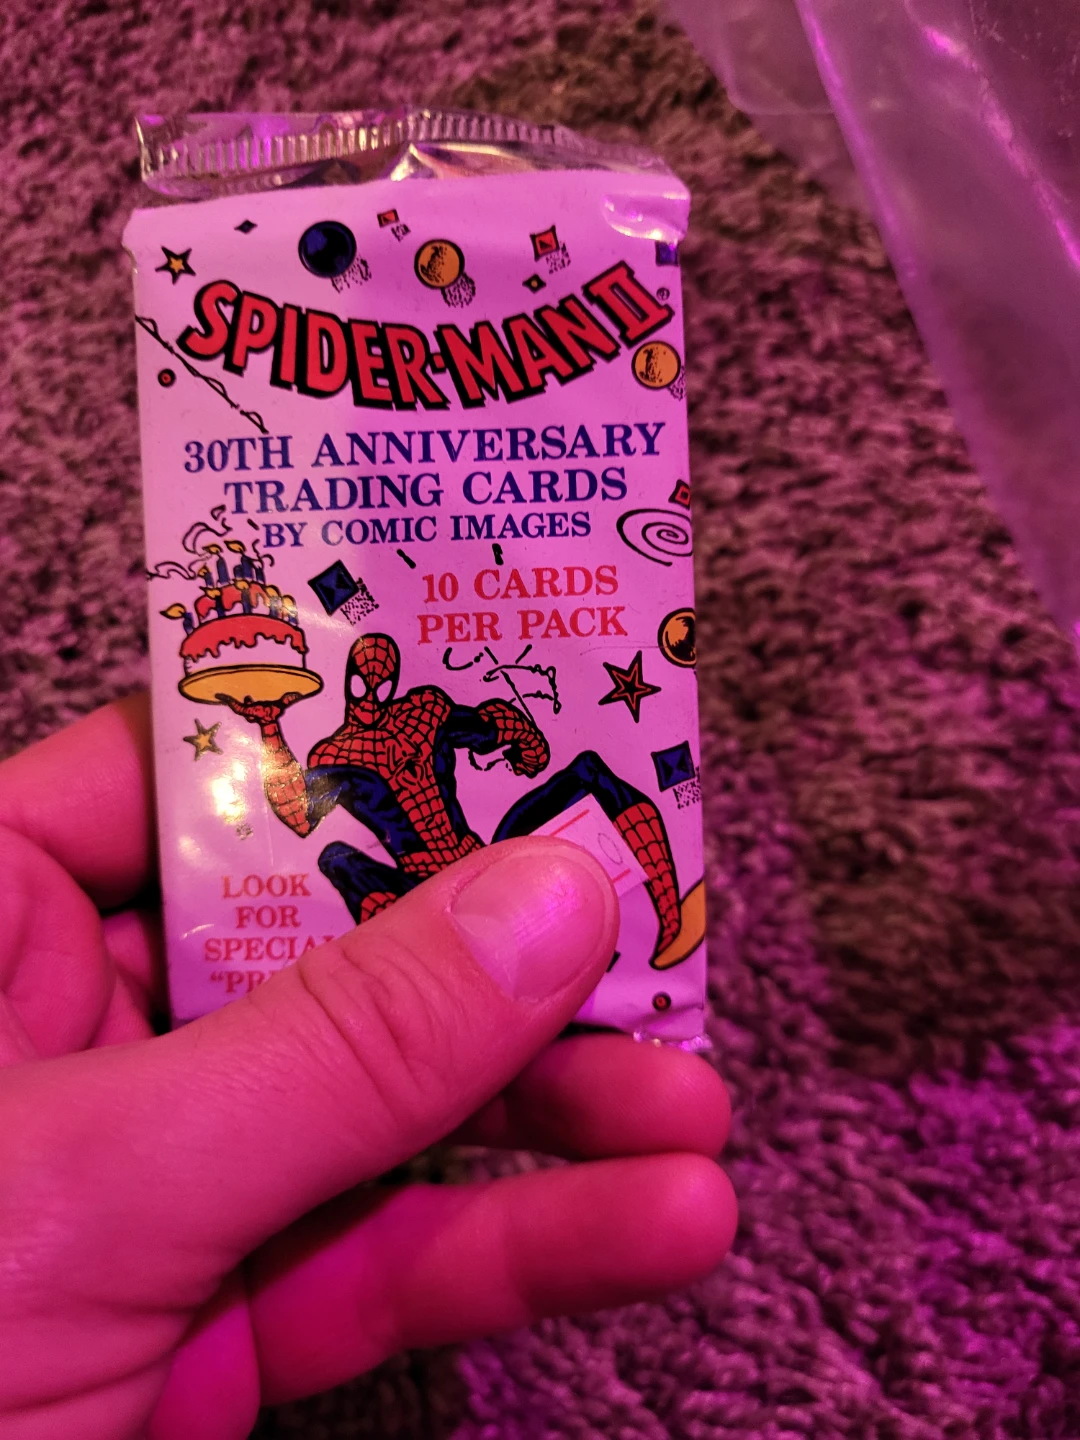 SPIDER-MAN II®
30TH ANNIVERSARY
TRADING CARDS
BY COMIC IMAGES
10 CARDS
PER PACK
LOOK
FOR